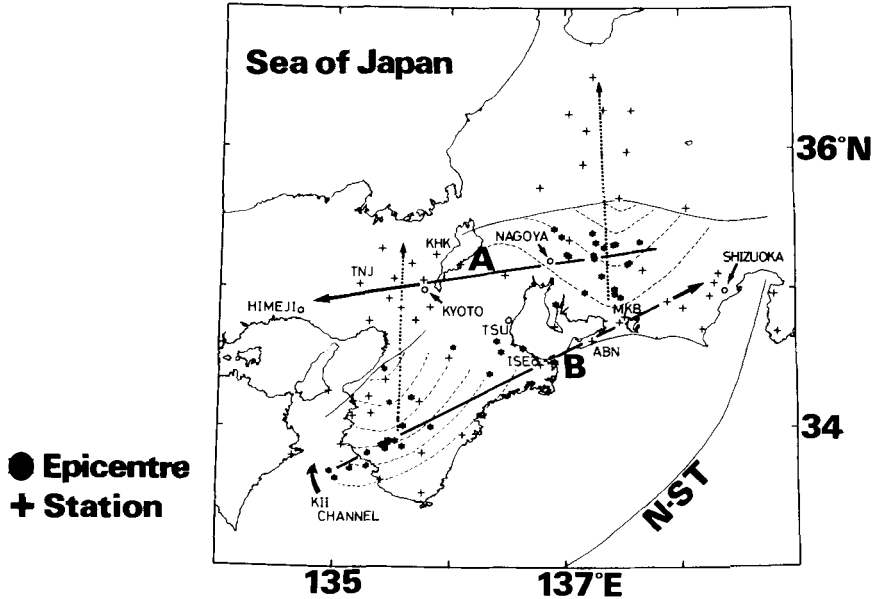 Sea of Japan
36°N
KHK
NAGOYA
A
SHIZUOKA
TNJ
HIMEJI
KYOTO
TSU
MKB
ISE
ABN
B
34
Epicentre
Station
KII
CHANNEL
N-ST
135
137°E